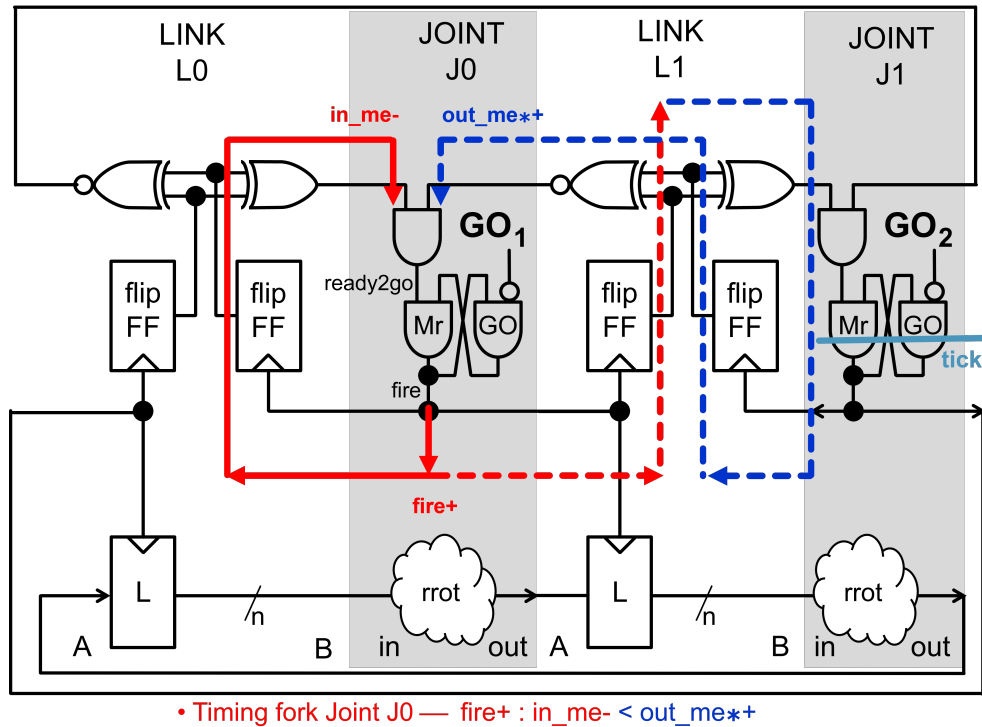 LINK
L0
JOINT
J0
LINK
L1
JOINT
J1
in_me-
out_me*+
GO1
GO2
flip
FF
flip
FF
ready2go
Mr
GO
flip
FF
flip
FF
Mr
GO
tick
fire
fire+
L
n
rrot
L
n
rrot
A
B
in
out
A
B
in
out
• Timing fork Joint J0 — fire+ : in_me- < out_me*+